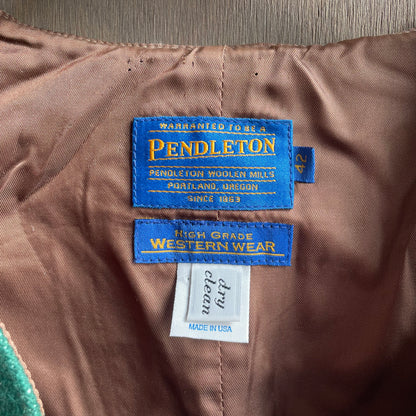 WARRANTED TO BE A
PENDLETON
PENDLETON WOOLEN MILLS
PORTLAND, OREGON
SINCE 1863
42
HIGH GRADE
WESTERN WEAR
dry
clean
MADE IN USA